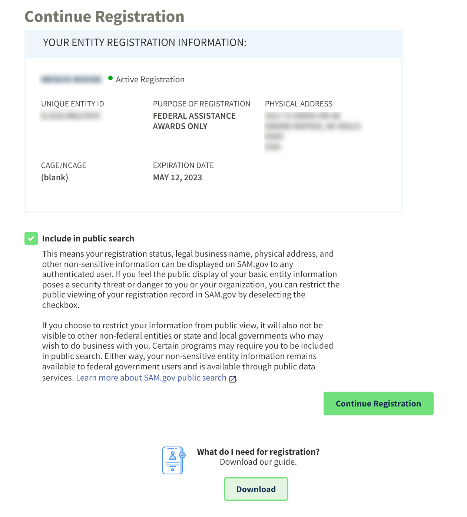 Continue Registration
YOUR ENTITY REGISTRATION INFORMATION:
Active Registration
UNIQUE ENTITY ID
PURPOSE OF REGISTRATION
FEDERAL ASSISTANCE
AWARDS ONLY
PHYSICAL ADDRESS
CAGE/NCAGE
(blank)
EXPIRATION DATE
MAY 12, 2023
Include in public search
This means your registration status, legal business name, physical address, and
other non-sensitive information can be displayed on SAM.gov to any
authenticated user. If you feel the public display of your basic entity information
poses a security threat or danger to you or your organization, you can restrict the
public viewing of your registration record in SAM.gov by deselecting the
checkbox.
If you choose to restrict your information from public view, it will also not be
visible to other non-federal entities or state and local governments who may
wish to do business with you. Certain programs may require you to be included
in public search. Either way, your non-sensitive entity information remains
available to federal government users and is available through public data
services. Learn more about SAM.gov public search
Continue Registration
What do I need for registration?
Download our guide.
Download